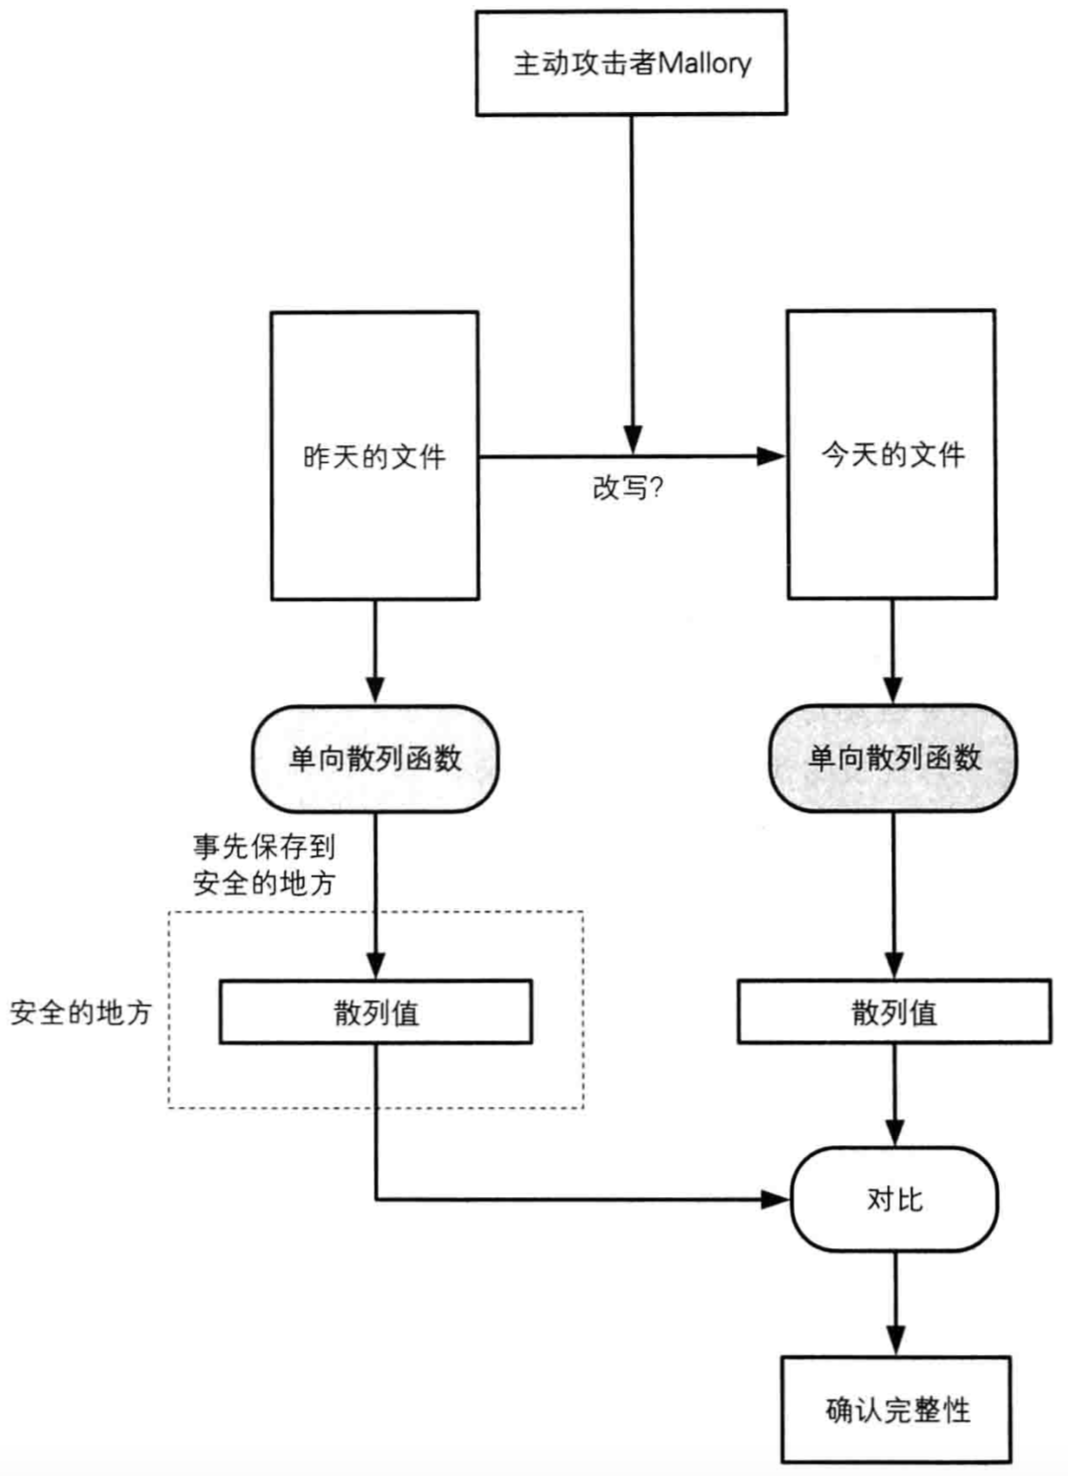 主动攻击者Mallory
昨天的文件
今天的文件
改写?
单向散列函数
单向散列函数
事先保存到
安全的地方
安全的地方
散列值
散列值
对比
确认完整性